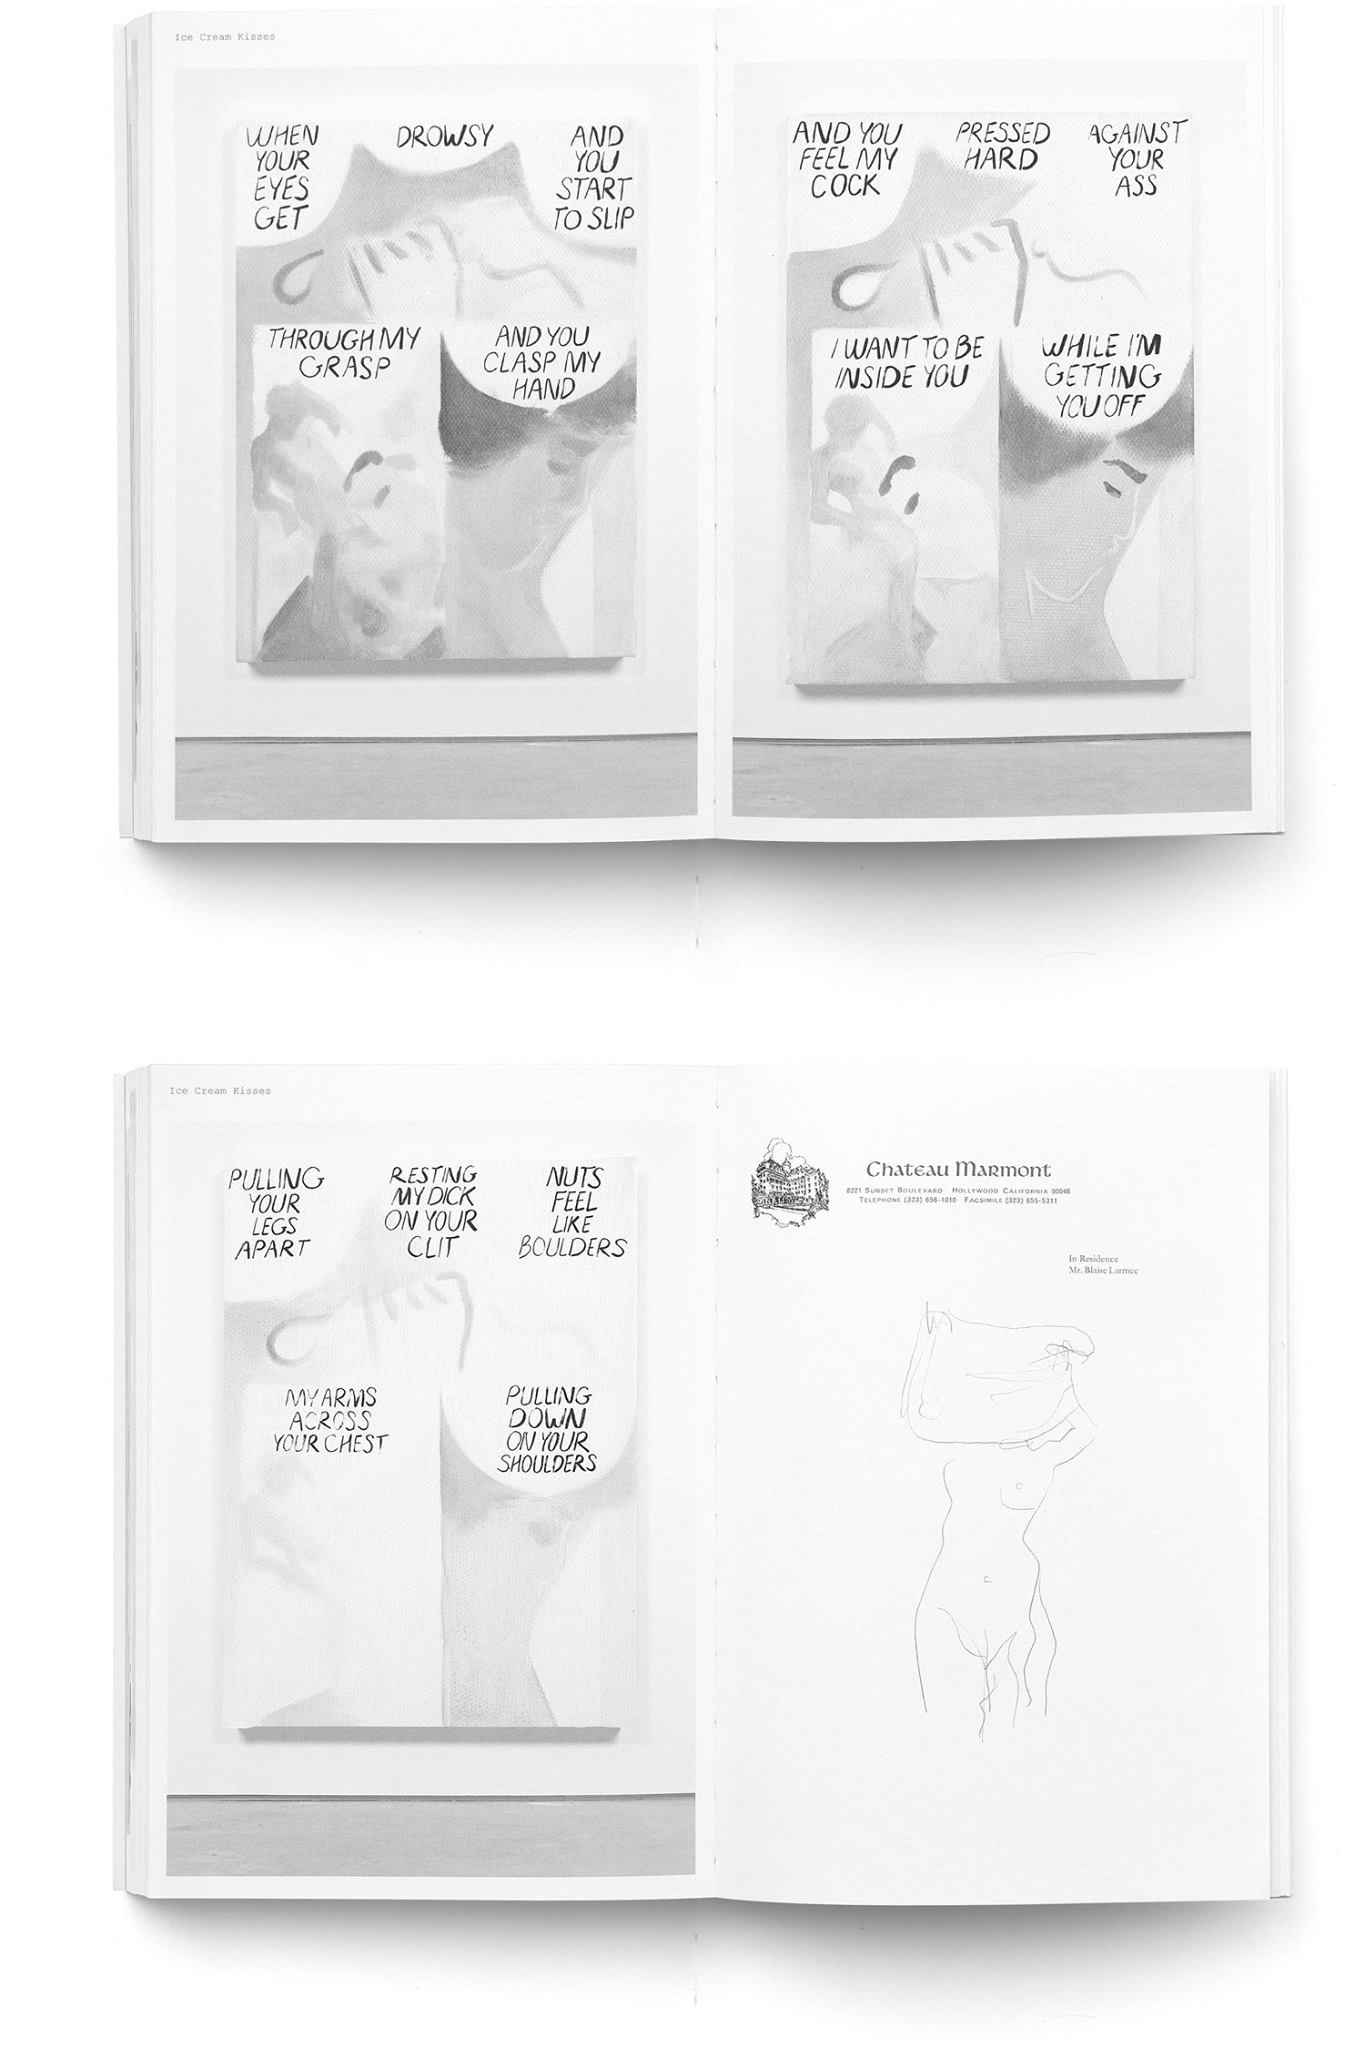 Ice Cream Kisses
WHEN
YOUR
EYES
GET
DROWSY
AND
YOU
START
TO SLIP
THROUGH MY
GRASP
AND YOU
CLASP MY
HAND
AND YOU
FEEL MY
COCK
PRESSED
HARD
AGAINST
YOUR
ASS
I WANT TO BE
INSIDE YOU
WHILE I'M
GETTING
YOU OFF
Ice Cream Kisses
PULLING
YOUR
LEGS
APART
RESTING
MY DICK
ON YOUR
CLIT
NUTS
FEEL
LIKE
BOULDERS
MY ARMS
ACROSS
YOUR CHEST
PULLING
DOWN
ON YOUR
SHOULDERS
Chateau Marmont
8221 SUNSET BOULEVARD HOLLYWOOD CALIFORNIA 90046
TELEPHONE (323) 656-1010 FACSIMILE (323) 655-5311
In Residence
Mr. Blaise Larmee